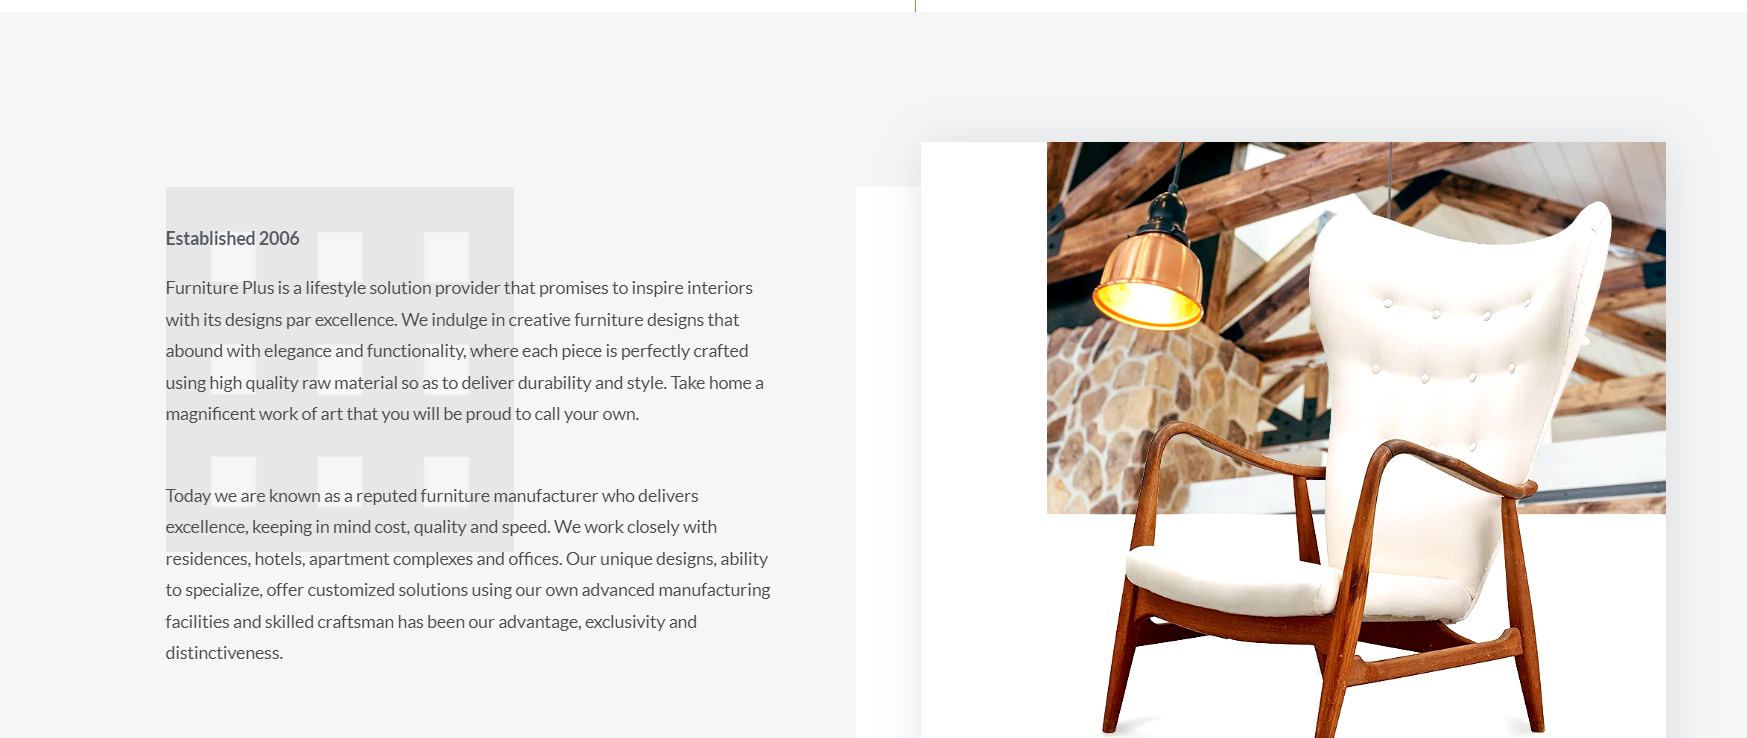 Established 2006
Furniture Plus is a lifestyle solution provider that promises to inspire interiors
with its designs par excellence. We indulge in creative furniture designs that
abound with elegance and functionality, where each piece is perfectly crafted
using high quality raw material so as to deliver durability and style. Take home a
magnificent work of art that you will be proud to call your own.
Today we are known as a reputed furniture manufacturer who delivers
excellence, keeping in mind cost, quality and speed. We work closely with
residences, hotels, apartment complexes and offices. Our unique designs, ability
to specialize, offer customized solutions using our own advanced manufacturing
facilities and skilled craftsman has been our advantage, exclusivity and
distinctiveness.